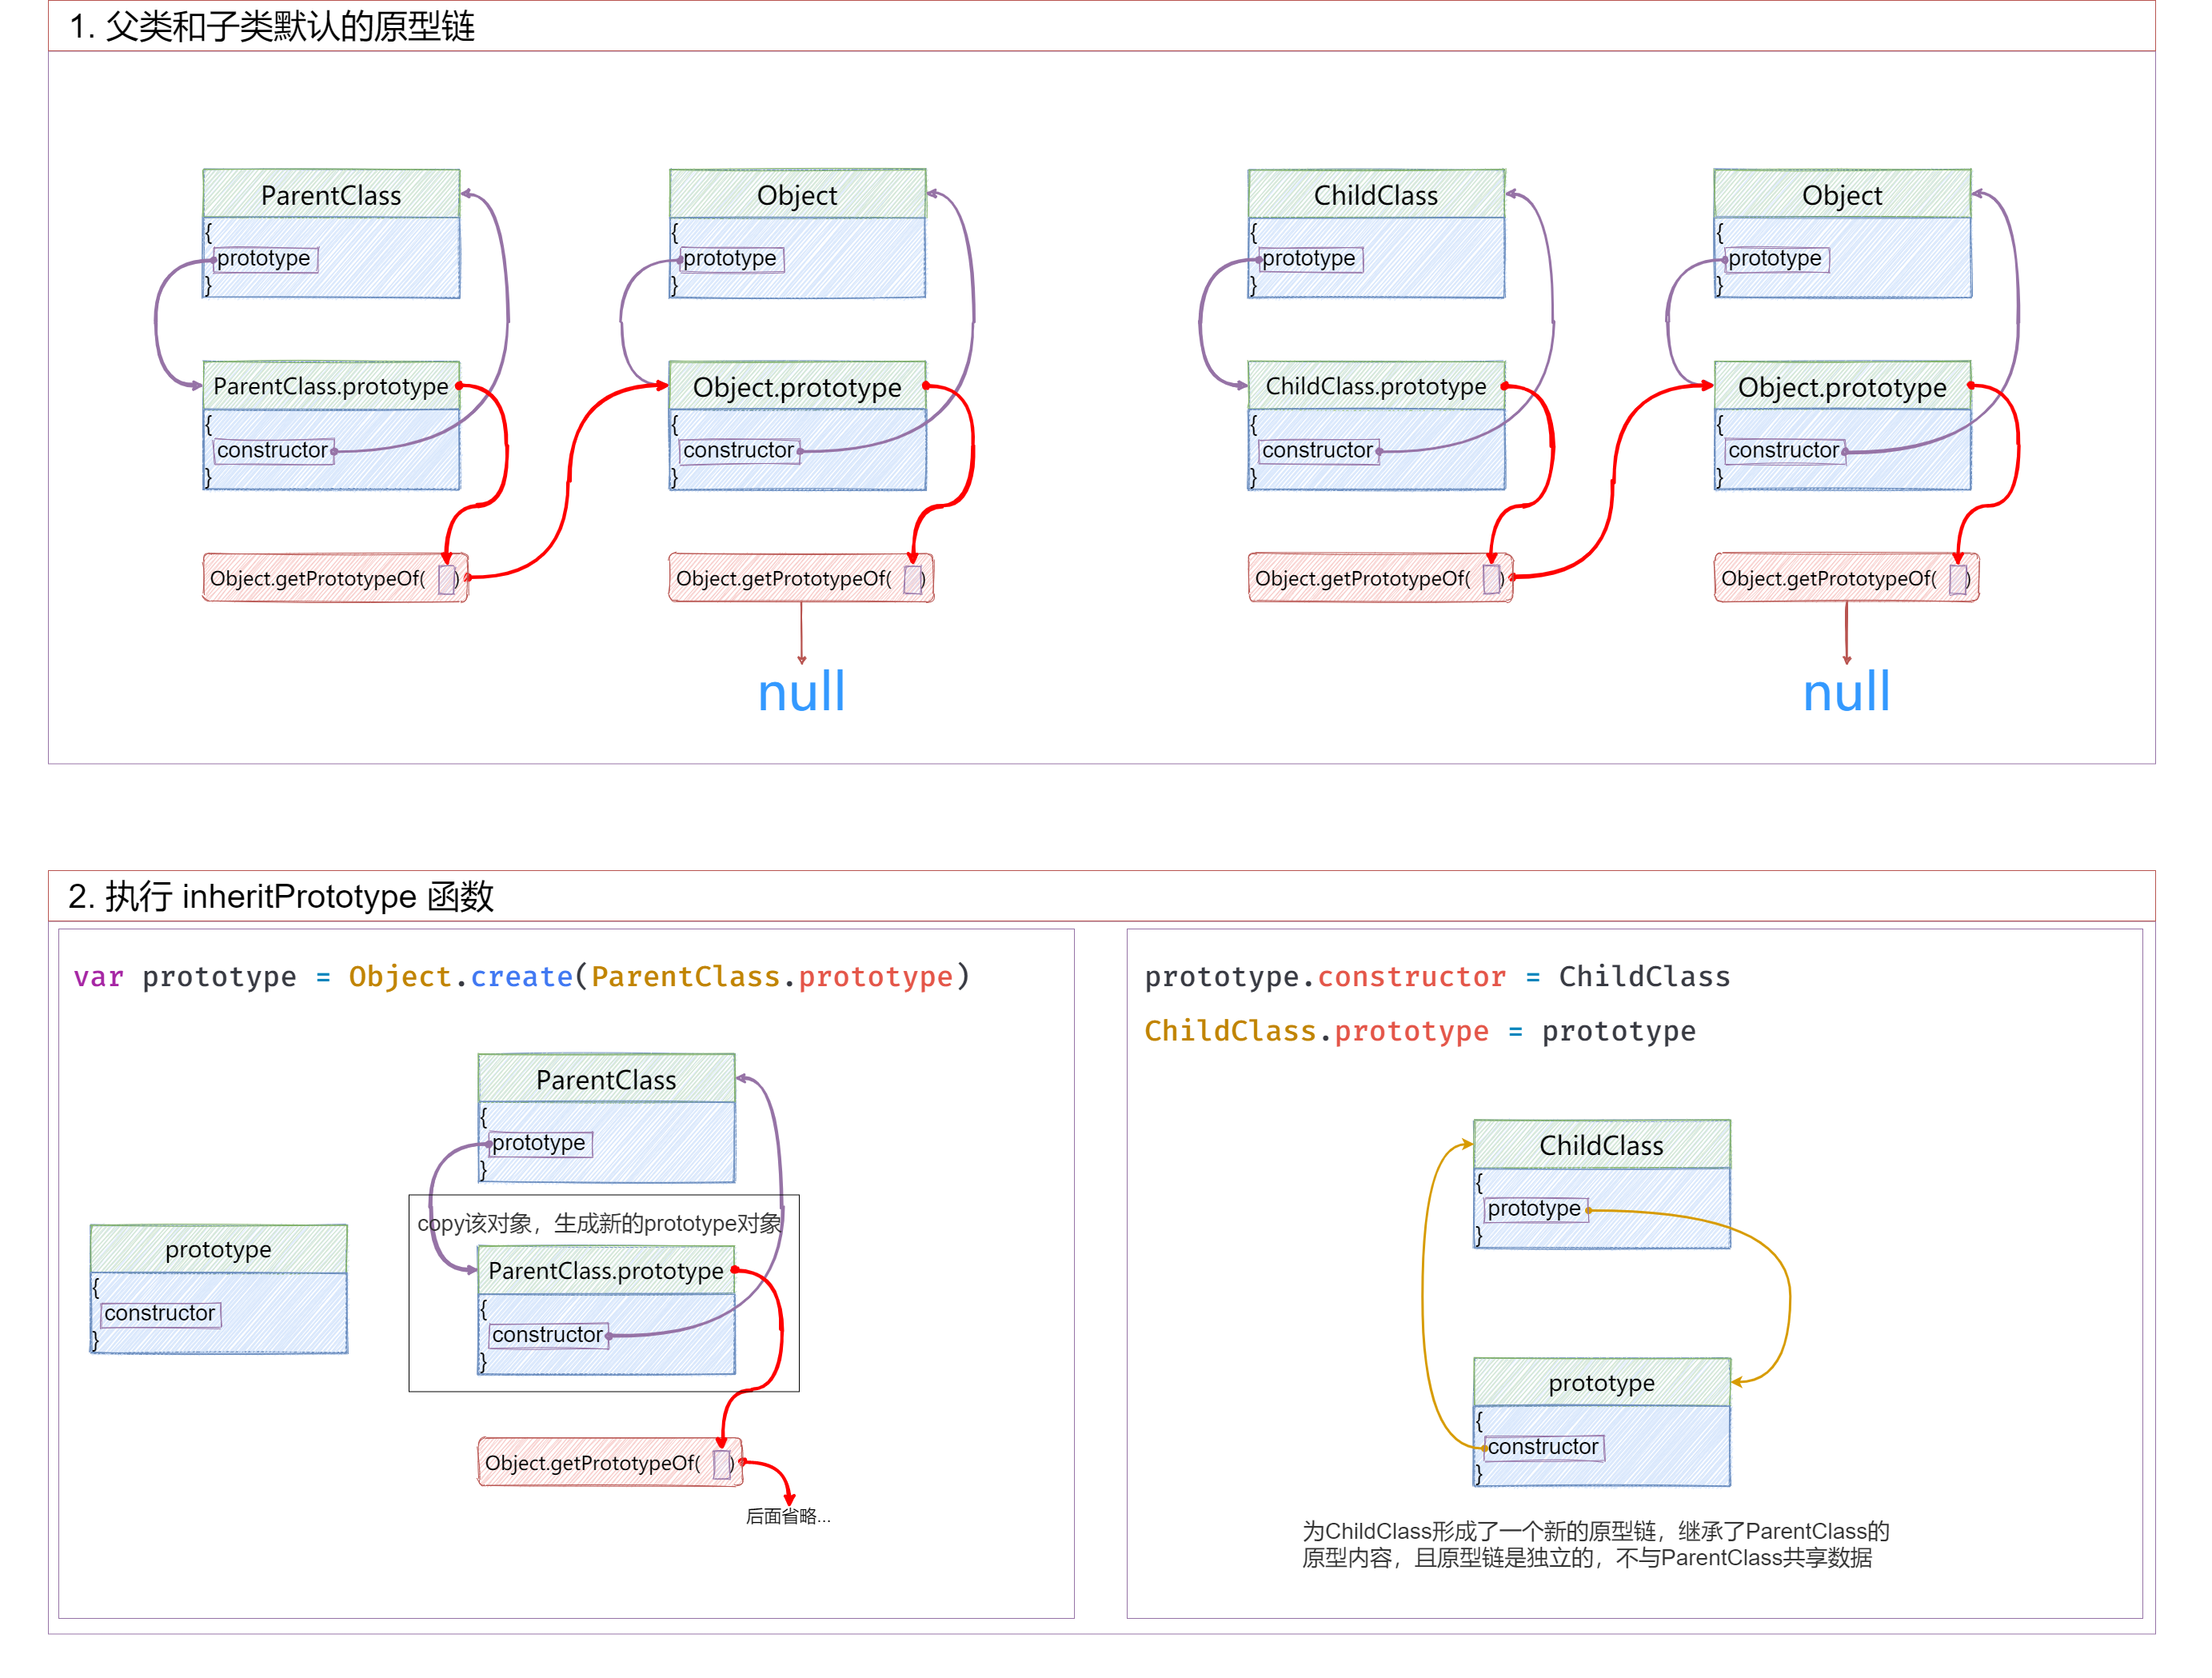 1. 父类和子类默认的原型链
ParentClass
{
prototype
}
Object
{
prototype
}
ChildClass
{
prototype
}
Object
{
prototype
}
ParentClass.prototype
{
constructor
}
Object.prototype
{
constructor
}
ChildClass.prototype
{
constructor
}
Object.prototype
{
constructor
}
Object.getPrototypeOf( )
Object.getPrototypeOf( )
Object.getPrototypeOf( )
Object.getPrototypeOf( )
null
null
2. 执行 inheritPrototype 函数
var prototype = Object.create(ParentClass.prototype)
ParentClass
{
prototype
}
copy该对象，生成新的prototype对象
prototype
{
constructor
}
ParentClass.prototype
{
constructor
}
Object.getPrototypeOf( )
后面省略...
prototype.constructor = ChildClass
ChildClass.prototype = prototype
ChildClass
{
prototype
}
prototype
{
constructor
}
为ChildClass形成了一个新的原型链，继承了ParentClass的
原型内容，且原型链是独立的，不与ParentClass共享数据